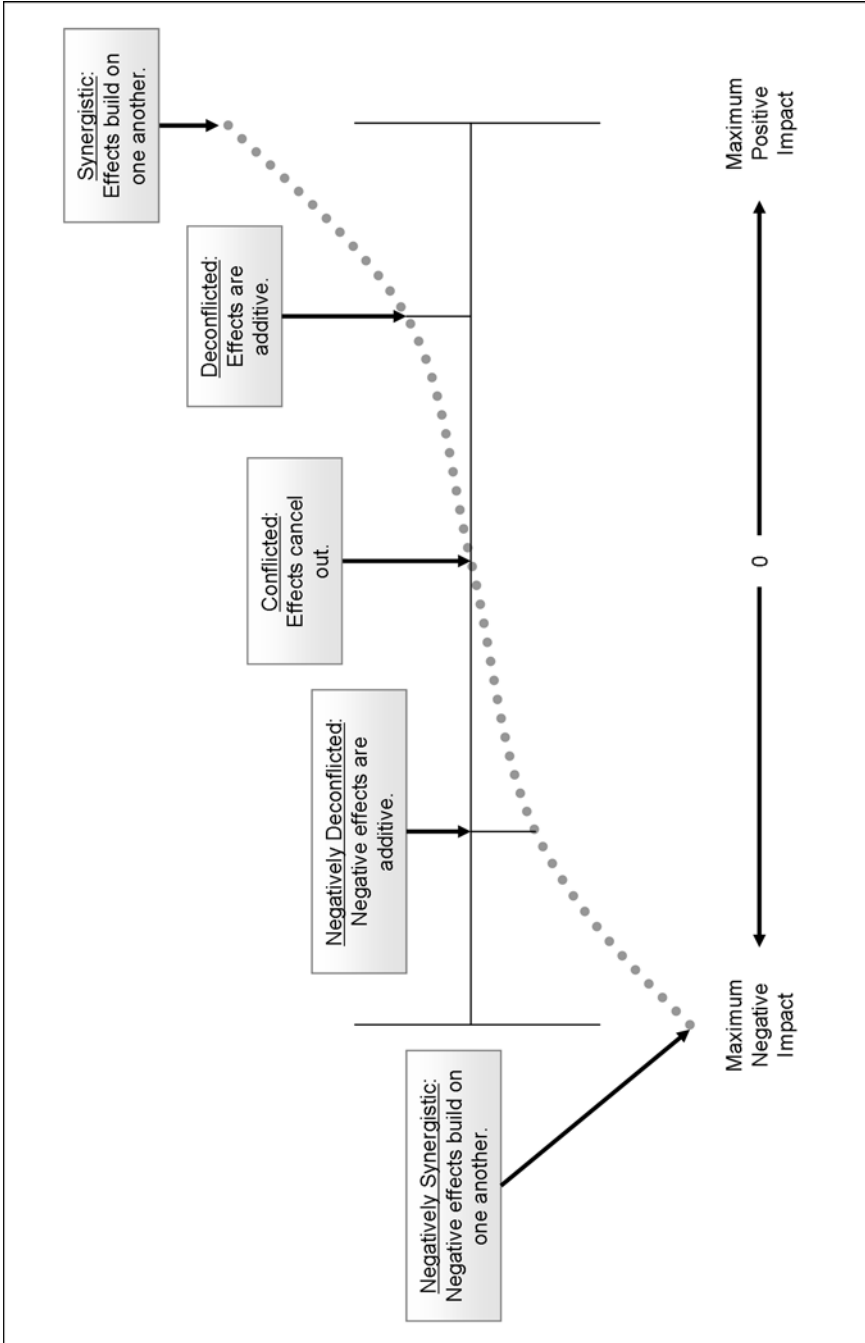 Negatively Synergistic:
Negative effects build on
one another.
Negatively Deconflicted:
Negative effects are
additive.
Conflicted:
Effects cancel
out.
Deconflicted:
Effects are
additive.
Synergistic:
Effects build on
one another.
Maximum
Negative
Impact
0
Maximum
Positive
Impact